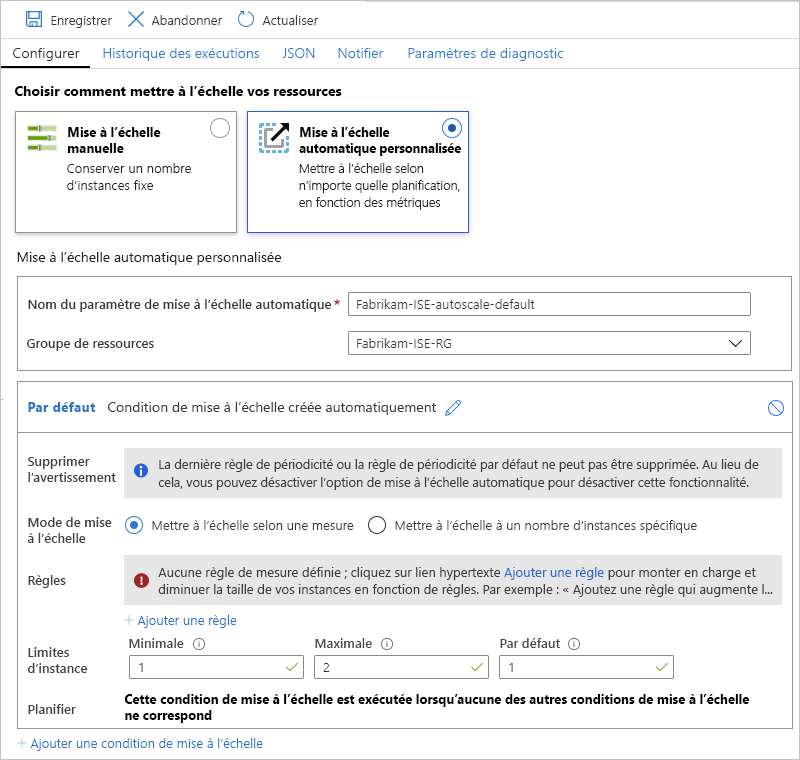 Enregistrer Abandonner Actualiser
Configurer Historique des exécutions JSON Notifier Paramètres de diagnostic
Choisir comment mettre à l'échelle vos ressources
Mise à l'échelle
manuelle
Conserver un nombre
d'instances fixe
Mise à l'échelle
automatique personnalisée
Mettre à l'échelle selon
n'importe quelle planification,
en fonction des métriques
Mise à l'échelle automatique personnalisée
Nom du paramètre de mise à l'échelle automatique* Fabrikam-ISE-autoscale-default
Groupe de ressources Fabrikam-ISE-RG
Par défaut Condition de mise à l'échelle créée automatiquement
Supprimer
l'avertissement
La dernière règle de périodicité ou la règle de périodicité par défaut ne peut pas être supprimée. Au lieu de
cela, vous pouvez désactiver l'option de mise à l'échelle automatique pour désactiver cette fonctionnalité.
Mode de mise
à l'échelle
Mettre à l'échelle selon une mesure Mettre à l'échelle à un nombre d'instances spécifique
Règles
Aucune règle de mesure définie ; cliquez sur lien hypertexte Ajouter une règle pour monter en charge et
diminuer la taille de vos instances en fonction de règles. Par exemple : « Ajoutez une règle qui augmente l...
+ Ajouter une règle
Limites
d'instance
Minimale Maximale Par défaut
1 2 1
Planifier
Cette condition de mise à l'échelle est exécutée lorsqu'aucune des autres conditions de mise à l'échelle
ne correspond
+ Ajouter une condition de mise à l'échelle